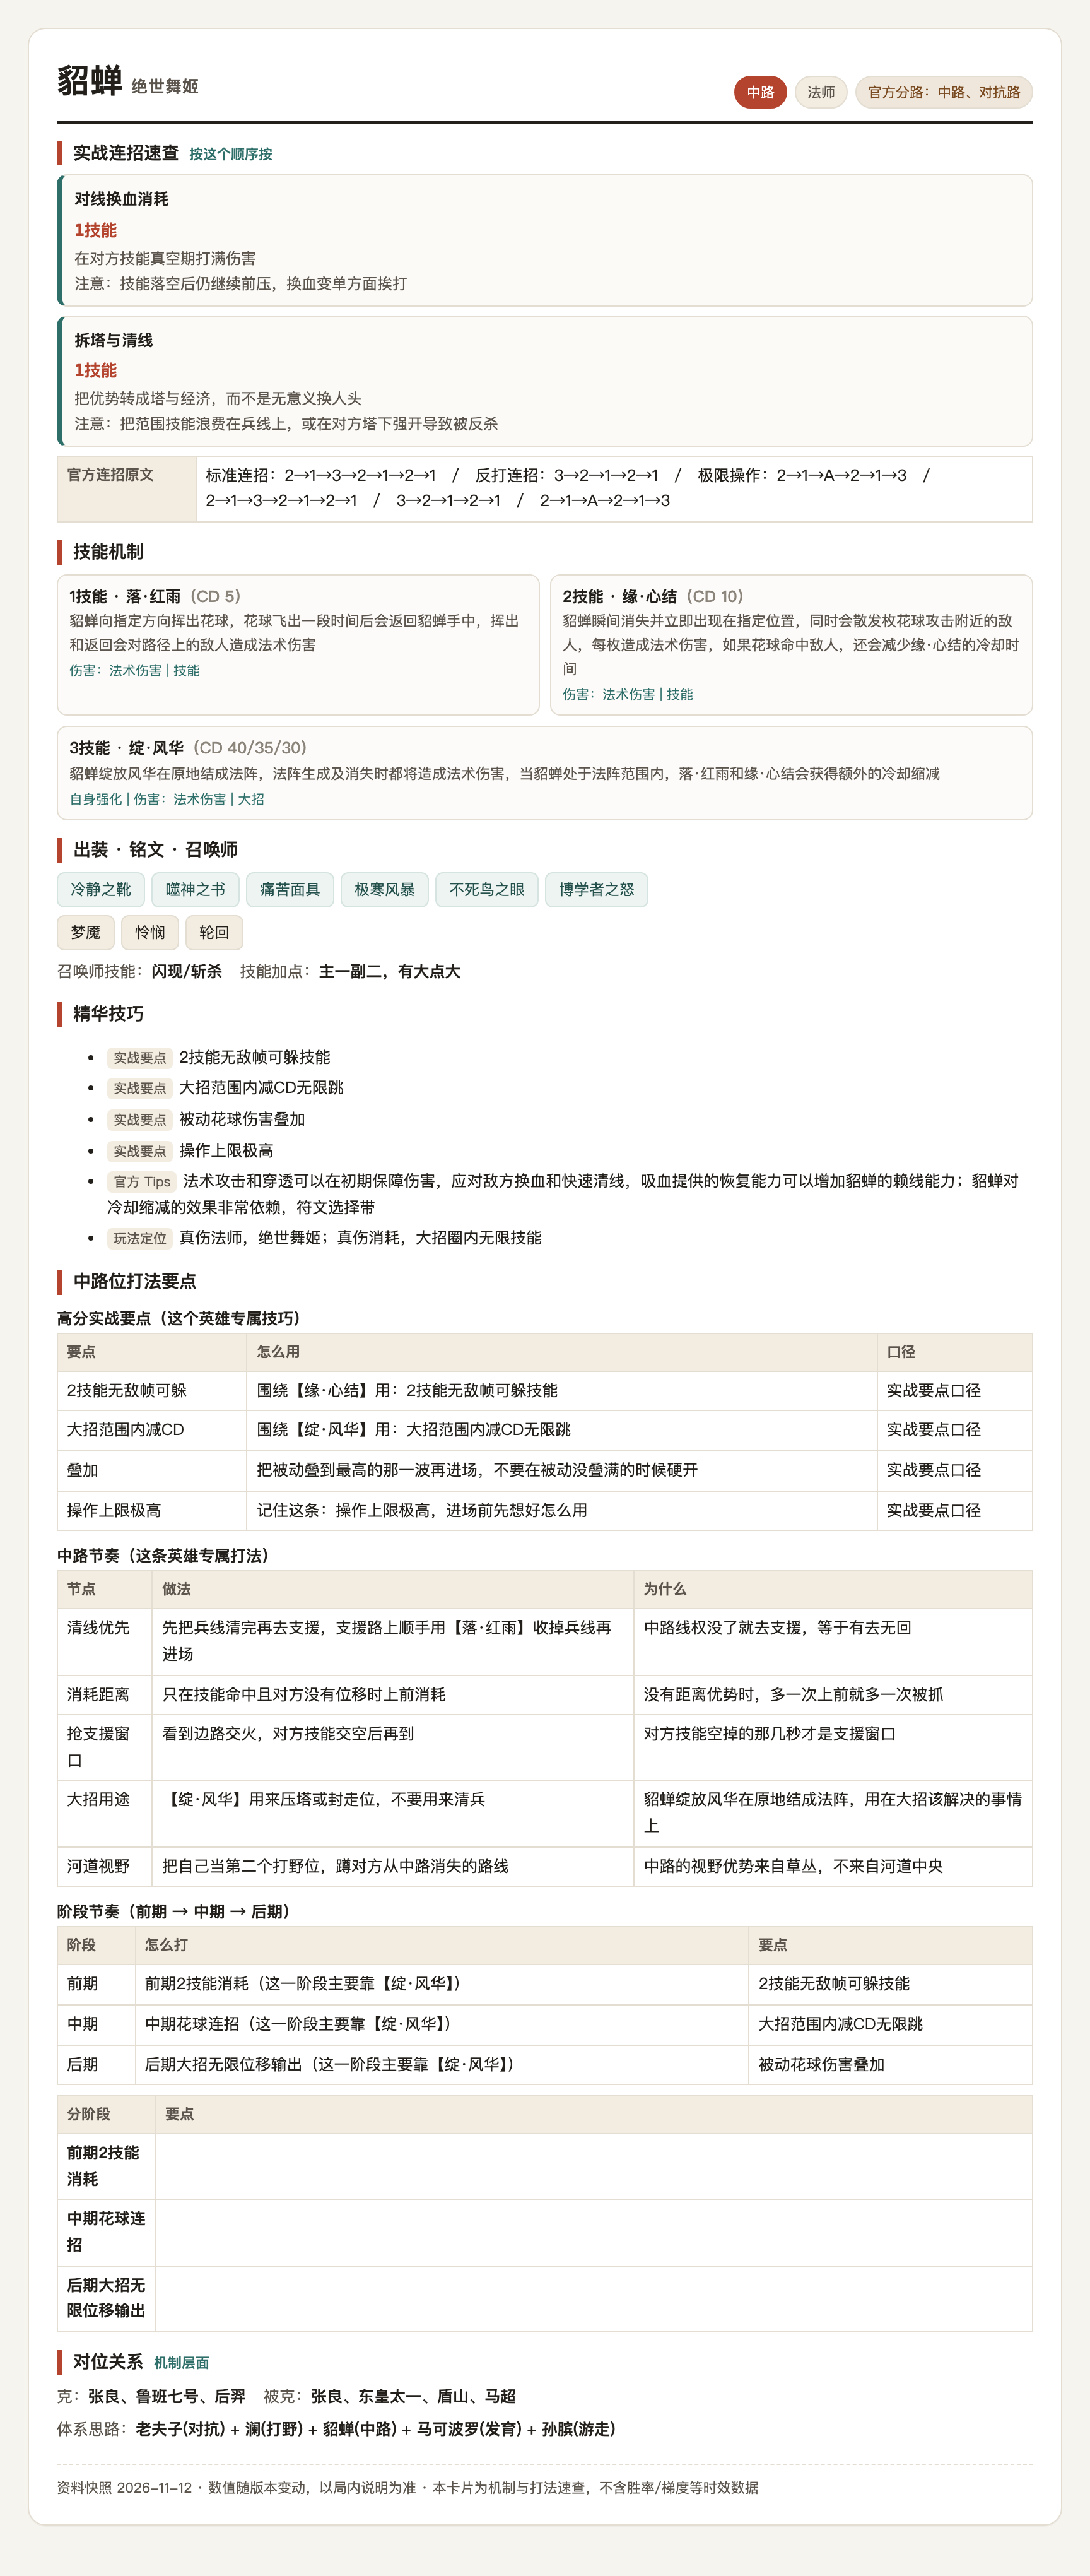 貂蝉 绝世舞姬
中路 法师 官方分路：中路、对抗路
实战连招速查 按这个顺序按
对线换血消耗
1技能
在对方技能真空期打满伤害
注意：技能落空后仍继续前压，换血变单方面挨打
拆塔与清线
1技能
把优势转成塔与经济，而不是无意义换人头
注意：把范围技能浪费在兵线上，或在对方塔下强开导致被反杀
官方连招原文 标准连招：2→1→3→2→1→2→1 / 反打连招：3→2→1→2→1 / 极限操作：2→1→A→2→1→3 /
2→1→3→2→1→2→1 / 3→2→1→2→1 / 2→1→A→2→1→3
技能机制
1技能 · 落·红雨（CD 5）
貂蝉向指定方向挥出花球，花球飞出一段时间后会返回貂蝉手中，挥出
和返回会对路径上的敌人造成法术伤害
伤害：法术伤害 | 技能
2技能 · 缘·心结（CD 10）
貂蝉瞬间消失并立即出现在指定位置，同时会散发枚花球攻击附近的敌
人，每枚造成法术伤害，如果花球命中敌人，还会减少缘·心结的冷却时
间
伤害：法术伤害 | 技能
3技能 · 绽·风华（CD 40/35/30）
貂蝉绽放风华在原地结成法阵，法阵生成及消失时都将造成法术伤害，当貂蝉处于法阵范围内，落·红雨和缘·心结会获得额外的冷却缩减
自身强化 | 伤害：法术伤害 | 大招
出装 · 铭文 · 召唤师
冷静之靴 噬神之书 痛苦面具 极寒风暴 不死鸟之眼 博学者之怒
梦魇 怜悯 轮回
召唤师技能：闪现/斩杀 技能加点：主一副二，有大点大
精华技巧
• 实战要点 2技能无敌帧可躲技能
• 实战要点 大招范围内减CD无限跳
• 实战要点 被动花球伤害叠加
• 实战要点 操作上限极高
• 官方 Tips 法术攻击和穿透可以在初期保障伤害，应对敌方换血和快速清线，吸血提供的恢复能力可以增加貂蝉的赖线能力；貂蝉对
冷却缩减的效果非常依赖，符文选择带
• 玩法定位 真伤法师，绝世舞姬；真伤消耗，大招圈内无限技能
中路位打法要点
高分实战要点（这个英雄专属技巧）
要点 怎么用 口径
2技能无敌帧可躲 围绕【缘·心结】用：2技能无敌帧可躲技能 实战要点口径
大招范围内减CD 围绕【绽·风华】用：大招范围内减CD无限跳 实战要点口径
叠加 把被动叠到最高的那一波再进场，不要在被动没叠满的时候硬开 实战要点口径
操作上限极高 记住这条：操作上限极高，进场前先想好怎么用 实战要点口径
中路节奏（这条英雄专属打法）
节点 做法 为什么
清线优先 先把兵线清完再去支援，支援路上顺手用【落·红雨】收掉兵线再 中路线权没了就去支援，等于有去无回
进场
消耗距离 只在技能命中且对方没有位移时上前消耗 没有距离优势时，多一次上前就多一次被抓
抢支援窗 看到边路交火，对方技能交空后再到 对方技能空掉的那几秒才是支援窗口
口
大招用途 【绽·风华】用来压塔或封走位，不要用来清兵 貂蝉绽放风华在原地结成法阵，用在大招该解决的事情
上
河道视野 把自己当第二个打野位，蹲对方从中路消失的路线 中路的视野优势来自草丛，不来自河道中央
阶段节奏（前期 → 中期 → 后期）
阶段 怎么打 要点
前期 前期2技能消耗（这一阶段主要靠【绽·风华】） 2技能无敌帧可躲技能
中期 中期花球连招（这一阶段主要靠【绽·风华】） 大招范围内减CD无限跳
后期 后期大招无限位移输出（这一阶段主要靠【绽·风华】） 被动花球伤害叠加
分阶段 要点
前期2技能
消耗
中期花球连
招
后期大招无
限位移输出
对位关系 机制层面
克：张良、鲁班七号、后羿 被克：张良、东皇太一、盾山、马超
体系思路：老夫子(对抗) + 澜(打野) + 貂蝉(中路) + 马可波罗(发育) + 孙膑(游走)
资料快照 2026-11-12 · 数值随版本变动，以局内说明为准 · 本卡片为机制与打法速查，不含胜率/梯度等时效数据